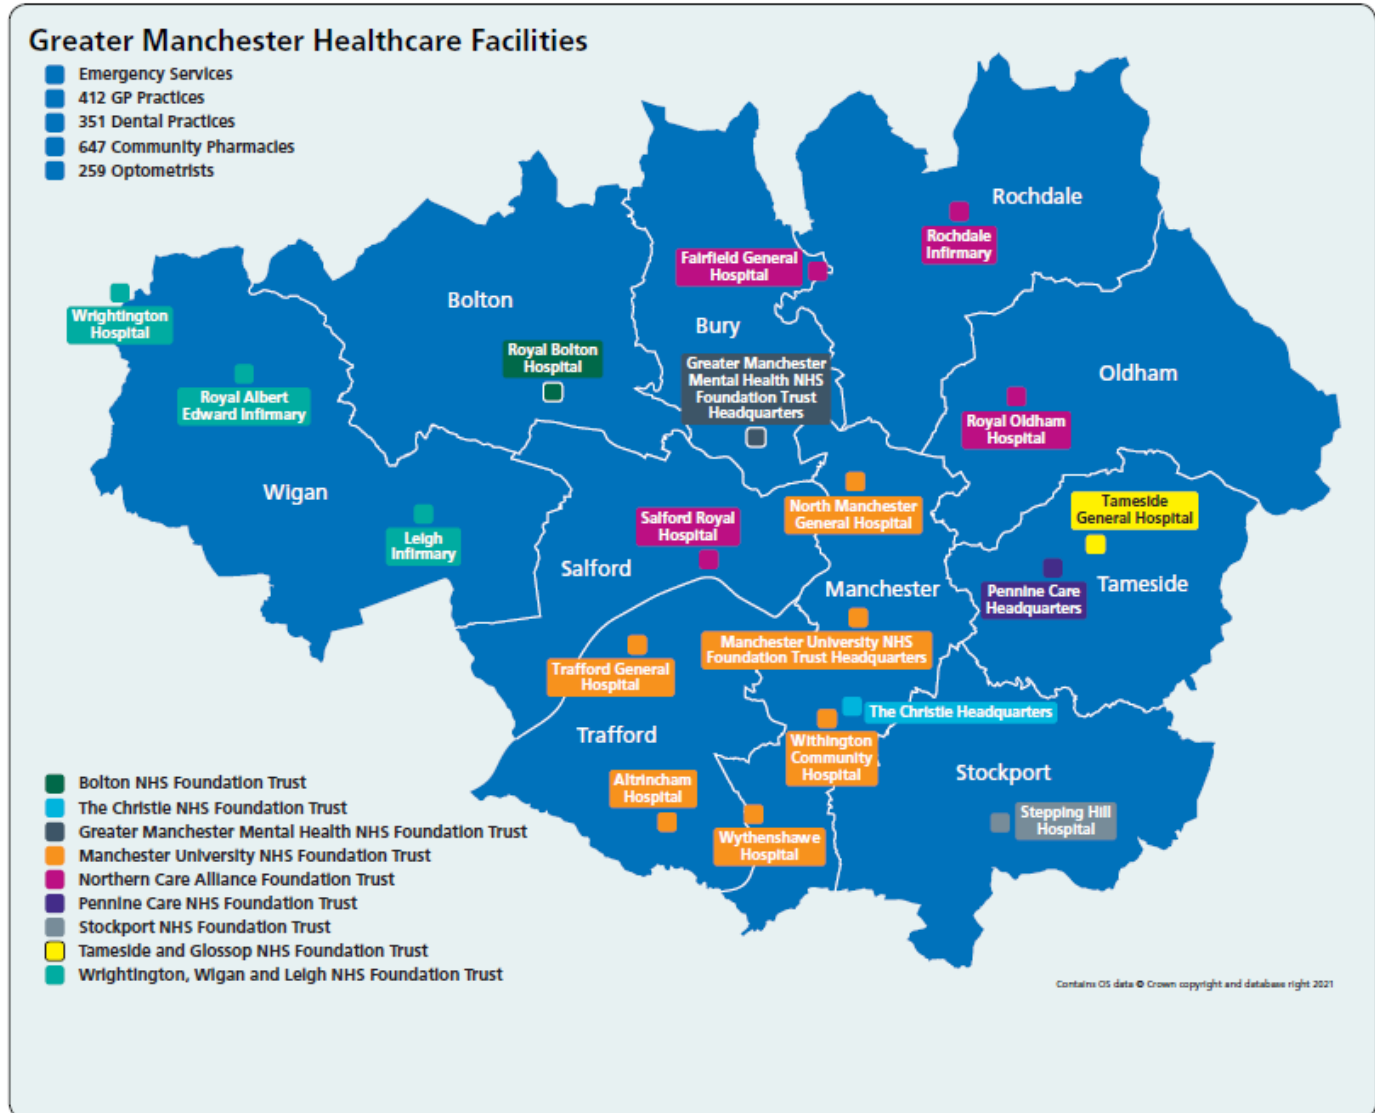 Greater Manchester Healthcare Facilities
Emergency Services
412 GP Practices
351 Dental Practices
647 Community Pharmacies
259 Optometrists
Rochdale
Rochdale
Infirmary
Fairfield General
Hospital
Bolton
Bury
Wrightington
Hospital
Royal Bolton
Hospital
Greater Manchester
Mental Health NHS
Foundation Trust
Headquarters
Oldham
Royal Albert
Edward Infirmary
Royal Oldham
Hospital
Wigan
North Manchester
General Hospital
Tameside
General Hospital
Salford Royal
Hospital
Leigh
Infirmary
Salford
Manchester
Pennine Care
Headquarters
Tameside
Manchester University NHS
Foundation Trust Headquarters
Trafford General
Hospital
The Christie Headquarters
Trafford
Withington
Community
Hospital
Stockport
Altrincham
Hospital
Stepping Hill
Hospital
Wythenshawe
Hospital
Bolton NHS Foundation Trust
The Christie NHS Foundation Trust
Greater Manchester Mental Health NHS Foundation Trust
Manchester University NHS Foundation Trust
Northern Care Alliance Foundation Trust
Pennine Care NHS Foundation Trust
Stockport NHS Foundation Trust
Tameside and Glossop NHS Foundation Trust
Wrightington, Wigan and Leigh NHS Foundation Trust
Contains OS data © Crown copyright and database right 2021